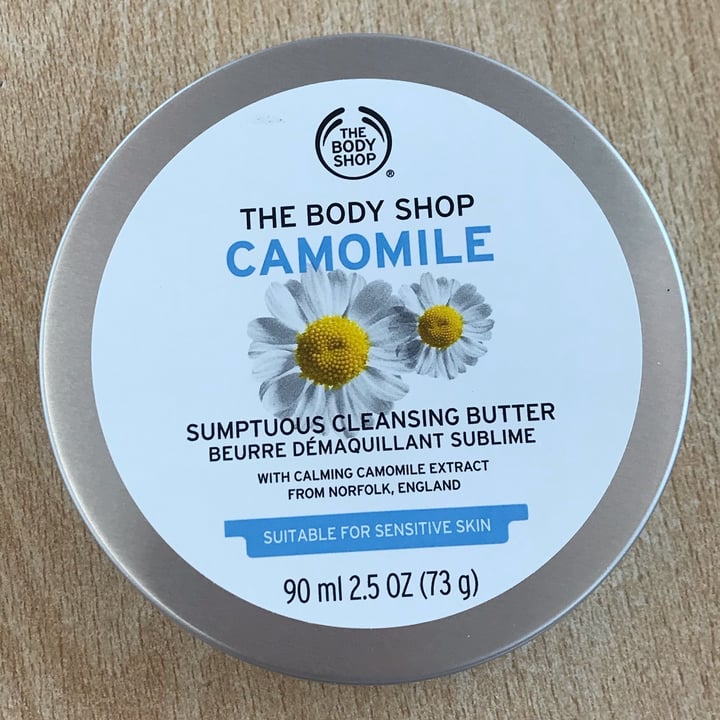 THE
BODY
SHOP
®
THE BODY SHOP
CAMOMILE
SUMPTUOUS CLEANSING BUTTER
BEURRE DÉMAQUILLANT SUBLIME
WITH CALMING CAMOMILE EXTRACT
FROM NORFOLK, ENGLAND
SUITABLE FOR SENSITIVE SKIN
90 ml 2.5 OZ (73 g)